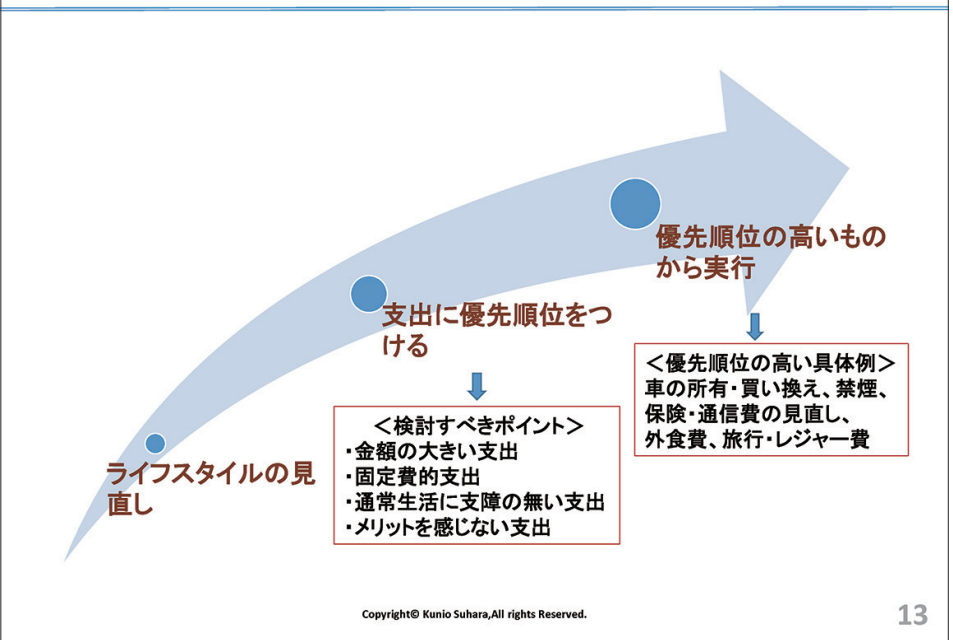 優先順位の高いもの
から実行
支出に優先順位をつ
ける
ライフスタイルの見
直し
＜優先順位の高い具体例＞
車の所有・買い換え、禁煙、
保険・通信費の見直し、
外食費、旅行・レジャー費
＜検討すべきポイント＞
・金額の大きい支出
・固定費的支出
・通常生活に支障の無い支出
・メリットを感じない支出
Copyright© Kunio Suhara,All rights Reserved.
13